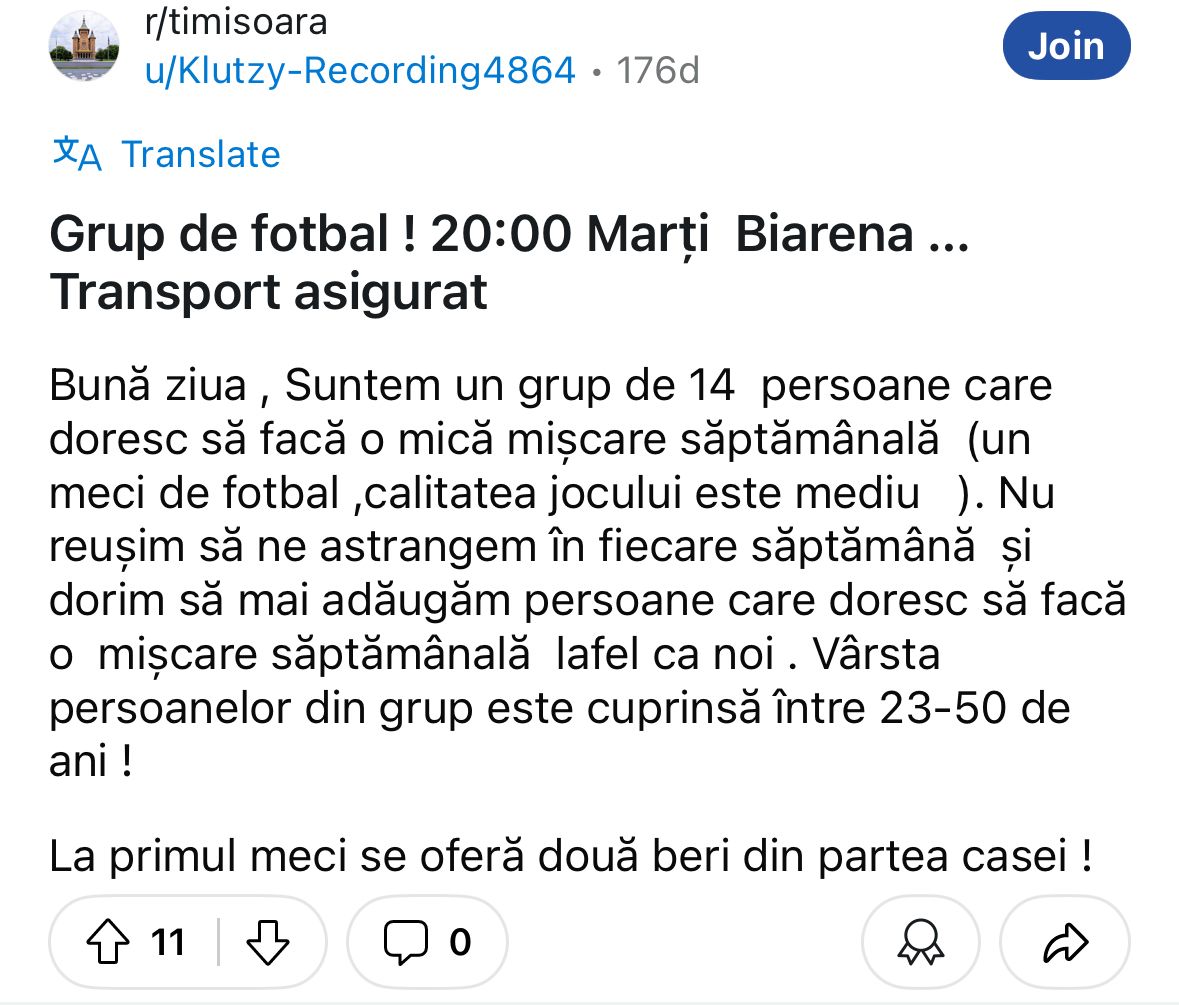 r/timisoara
u/Klutzy-Recording4864 • 176d
Join
Translate
Grup de fotbal ! 20:00 Marți  Biarena ...
Transport asigurat
Bună ziua , Suntem un grup de 14  persoane care
doresc să facă o mică mișcare săptămânală  (un
meci de fotbal ,calitatea jocului este mediu   ). Nu
reușim să ne astrangem în fiecare săptămână  și
dorim să mai adăugăm persoane care doresc să facă
o  mișcare săptămânală  lafel ca noi . Vârsta
persoanelor din grup este cuprinsă între 23-50 de
ani !
La primul meci se oferă două beri din partea casei !
11
0